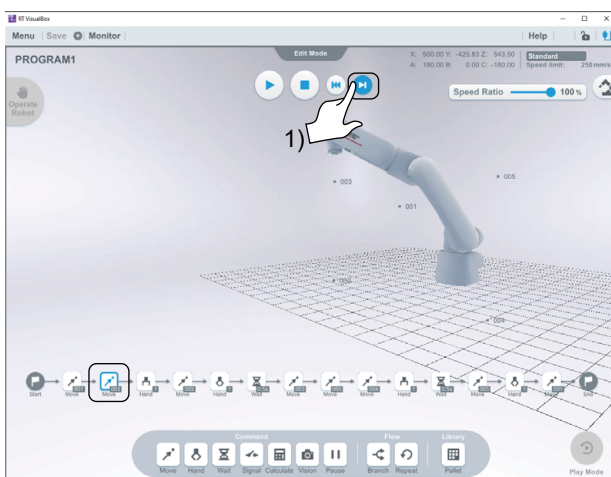 RT VisualBox
Menu Save Monitor Help
PROGRAM1
Edit Mode
X: 500.00 Y: -425.83 Z: 543.50
A: 180.00 B: 0.00 C: -180.00
Standard
Speed limit: 250 mm/s
Operate
Robot
Speed Ratio 100 %
1)
003
005
001
002
004
Start Move Move Hand Move Hand Wait Move Move Move Hand Wait Move Hand Move End
Command Flow Library
Move Hand Wait Signal Calculate Vision Pause Branch Repeat Pallet
Play Mode